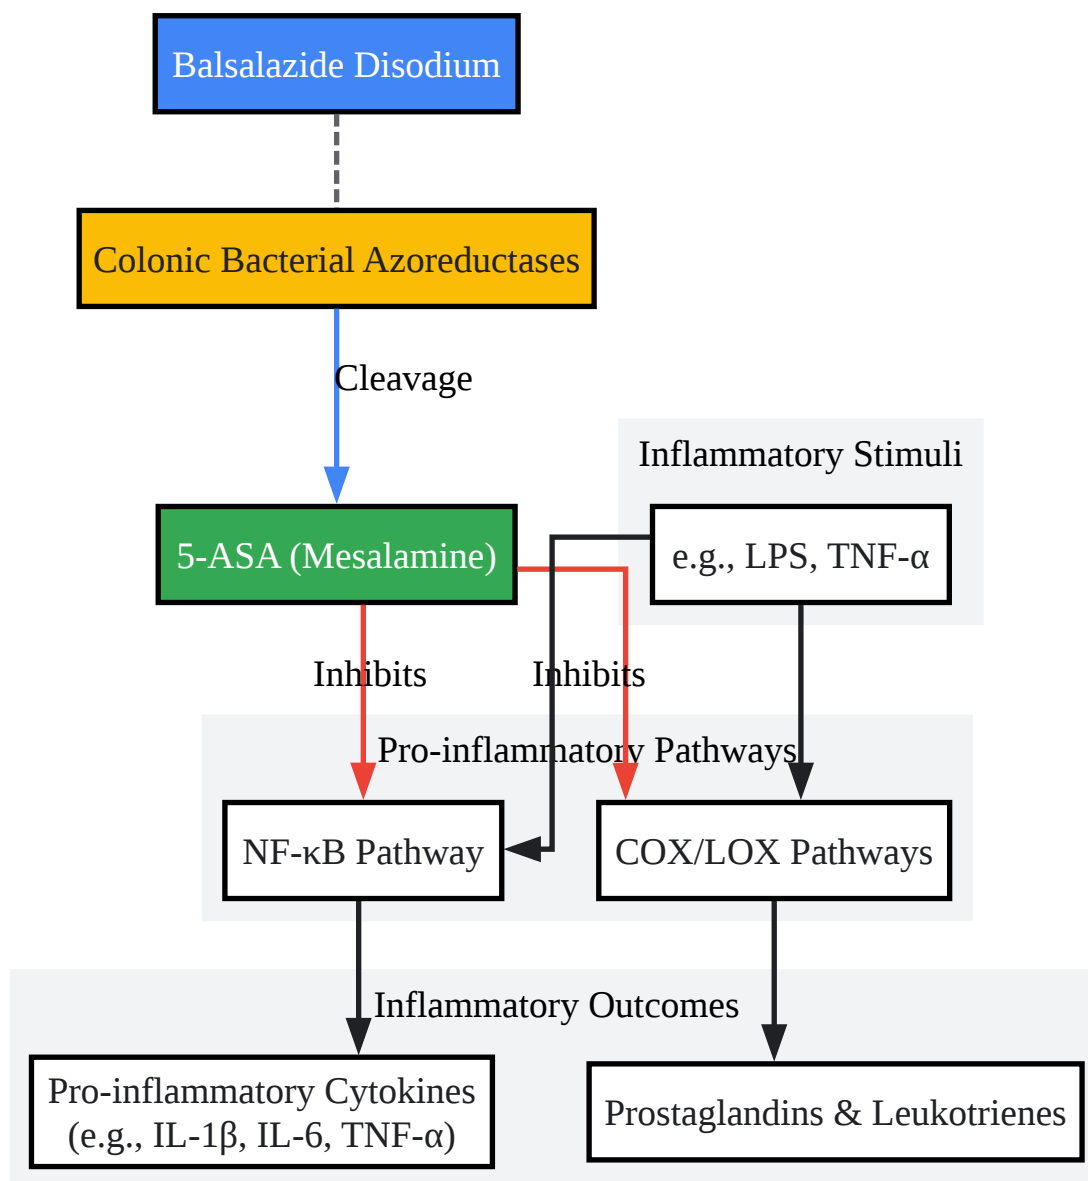 Balsalazide Disodium
Colonic Bacterial Azoreductases
Cleavage
Inflammatory Stimuli
5-ASA (Mesalamine)
e.g., LPS, TNF-α
Inhibits
Inhibits
Pro-inflammatory Pathways
NF-κB Pathway
COX/LOX Pathways
Inflammatory Outcomes
Pro-inflammatory Cytokines
(e.g., IL-1β, IL-6, TNF-α)
Prostaglandins & Leukotrienes